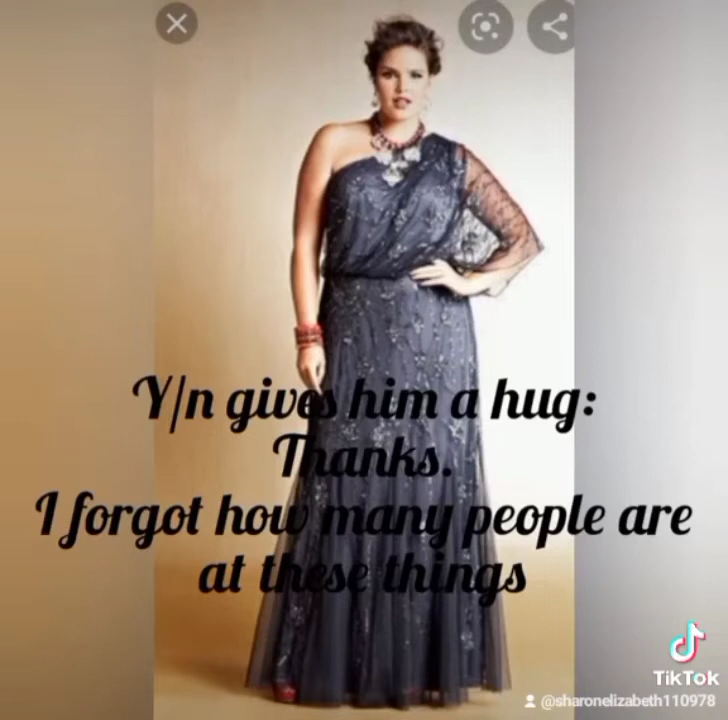 Y/n gives him a hug:
Thanks.
I forgot how many people are
at these things
TikTok
@sharonelizabeth110978